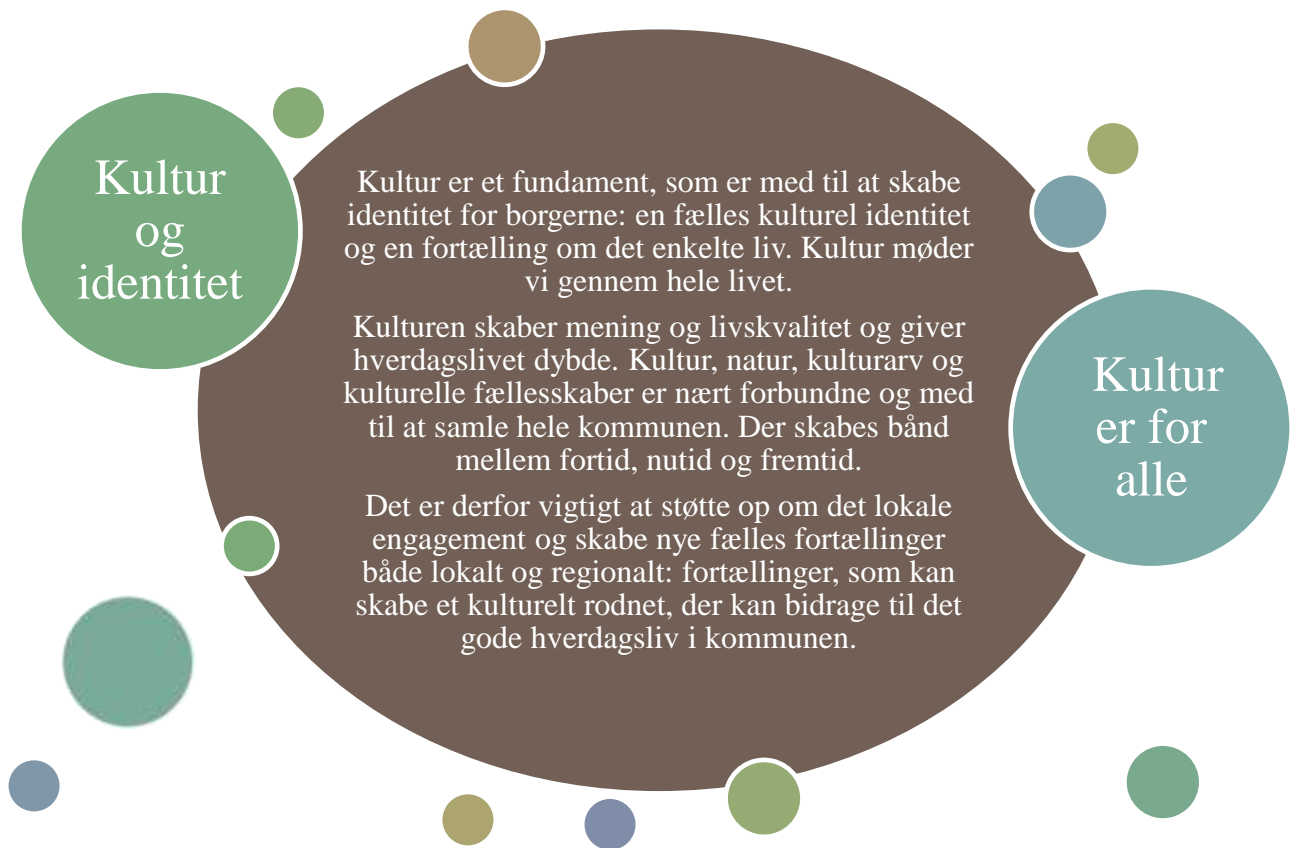 Kultur
og
identitet
Kultur er et fundament, som er med til at skabe
identitet for borgerne: en fælles kulturel identitet
og en fortælling om det enkelte liv. Kultur møder
vi gennem hele livet.
Kulturen skaber mening og livskvalitet og giver
hverdagslivet dybde. Kultur, natur, kulturarv og
kulturelle fællesskaber er nært forbundne og med
til at samle hele kommunen. Der skabes bånd
mellem fortid, nutid og fremtid.
Det er derfor vigtigt at støtte op om det lokale
engagement og skabe nye fælles fortællinger
både lokalt og regionalt: fortællinger, som kan
skabe et kulturelt rodnet, der kan bidrage til det
gode hverdagsliv i kommunen.
Kultur
er for
alle